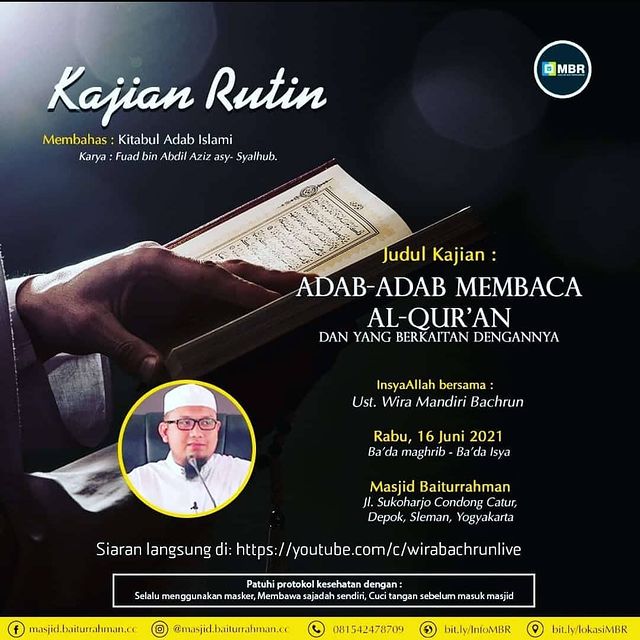 MBR
Kajian Rutin
Membahas : Kitabul Adab Islami
Karya : Fuad bin Abdil Aziz asy- Syalhub.
Judul Kajian :
ADAB-ADAB MEMBACA
AL-QUR'AN
DAN YANG BERKAITAN DENGANNYA
InsyaAllah bersama :
Ust. Wira Mandiri Bachrun
Rabu, 16 Juni 2021
Ba'da maghrib - Ba'da Isya
Masjid Baiturrahman
Jl. Sukoharjo Condong Catur,
Depok, Sleman, Yogyakarta
Siaran langsung di: https://youtube.com/c/wirabachrunlive
Patuhi protokol kesehatan dengan :
Selalu menggunakan masker, Membawa sajadah sendiri, Cuci tangan sebelum masuk masjid
masjid.baiturrahman.cc @masjid.baiturrahman.cc 081542478709 bit.ly/InfoMBR bit.ly/lokasiMBR